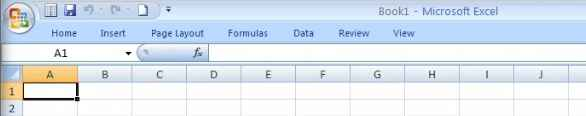 Book1 - Microsoft Excel
Home Insert Page Layout Formulas Data Review View
A1 fx
A B C D E F G H I J
1
2